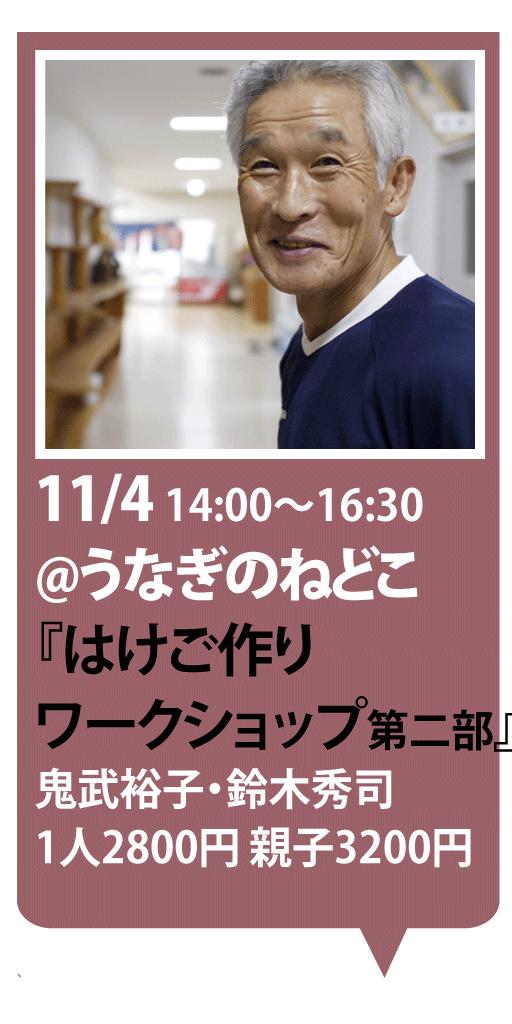 11/4 14:00～16:30
@うなぎのねどこ
『はけご作り
ワークショップ第二部』
鬼武裕子・鈴木秀司
1人2800円 親子3200円
、